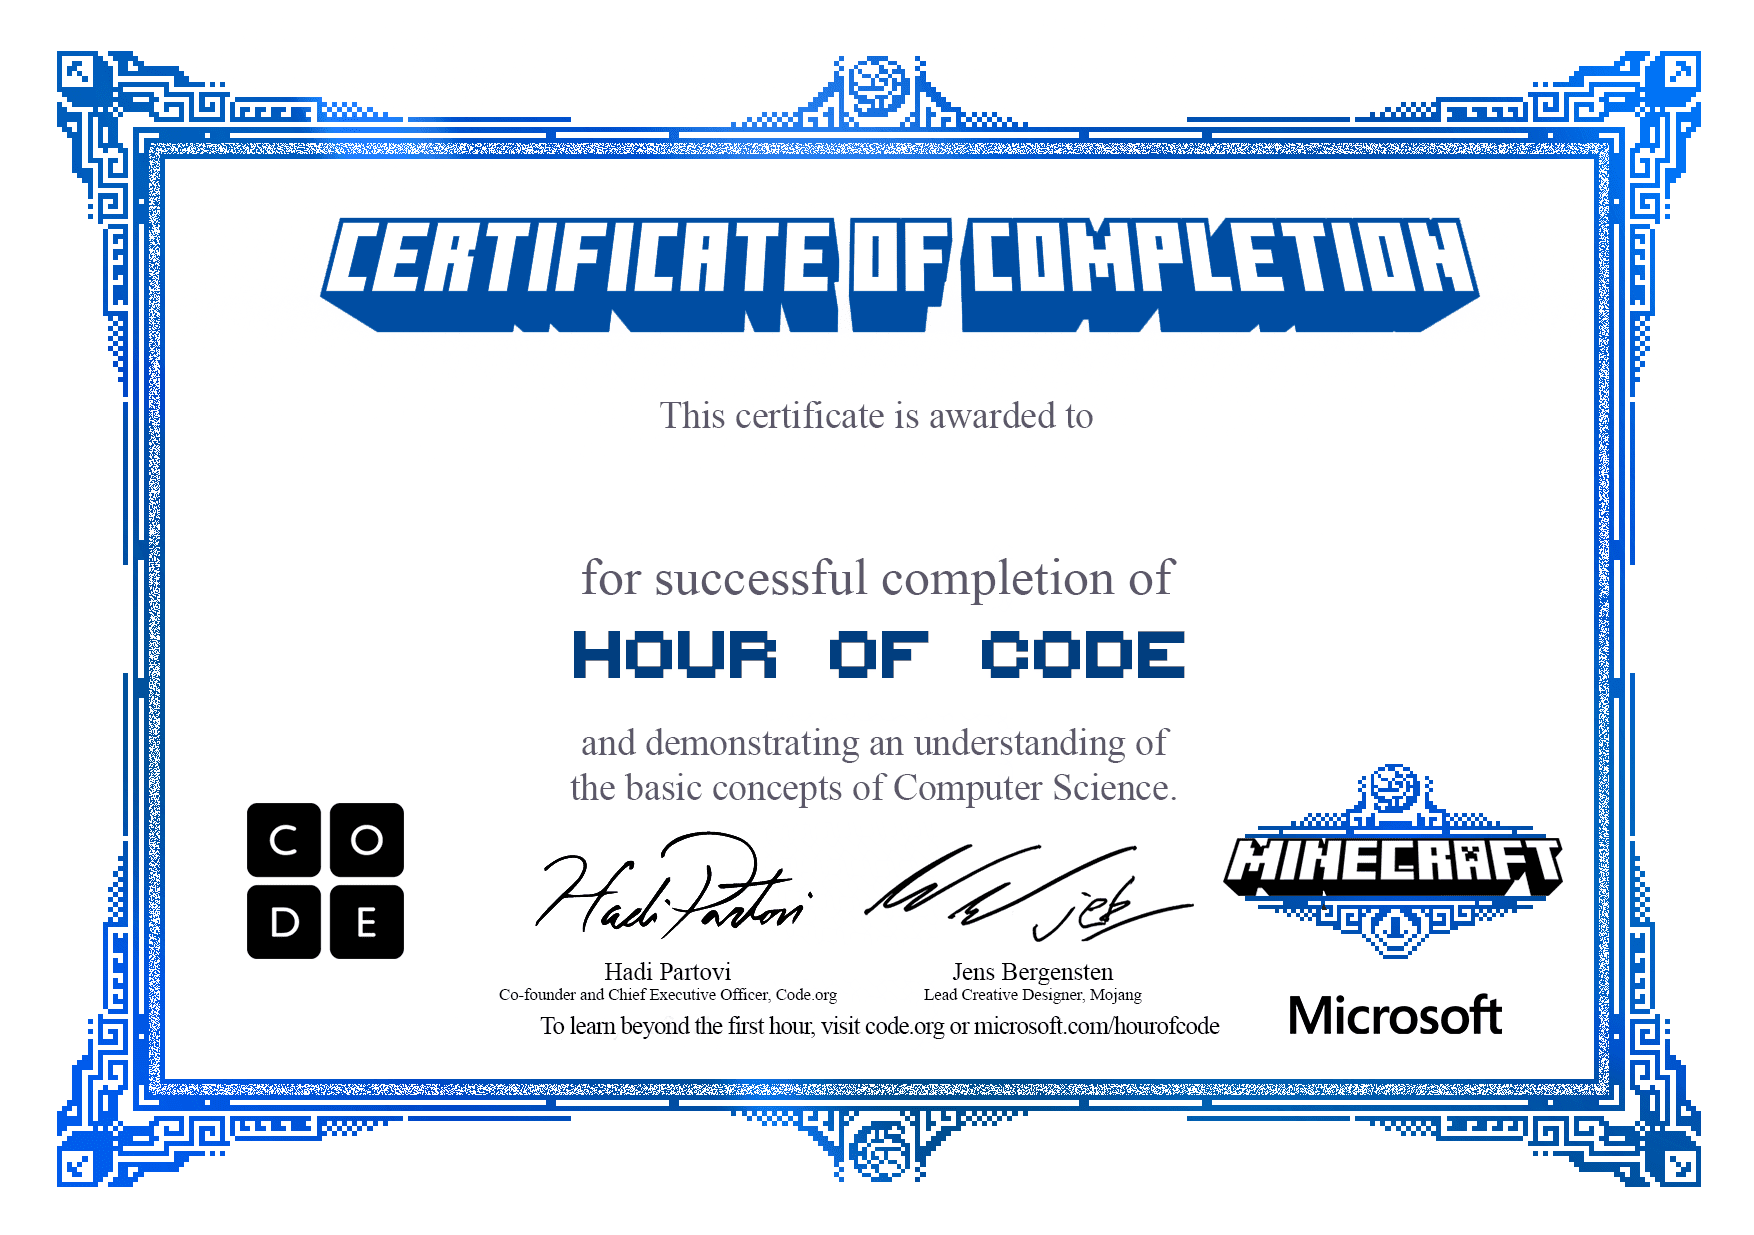 CERTIFICATE OF COMPLETION
This certificate is awarded to
for successful completion of
HOUR OF CODE
and demonstrating an understanding of
the basic concepts of Computer Science.
C O
D E
Hadi Partovi
jeb
MINECRAFT
Hadi Partovi
Co-founder and Chief Executive Officer, Code.org
Jens Bergensten
Lead Creative Designer, Mojang
To learn beyond the first hour, visit code.org or microsoft.com/hourofcode
Microsoft